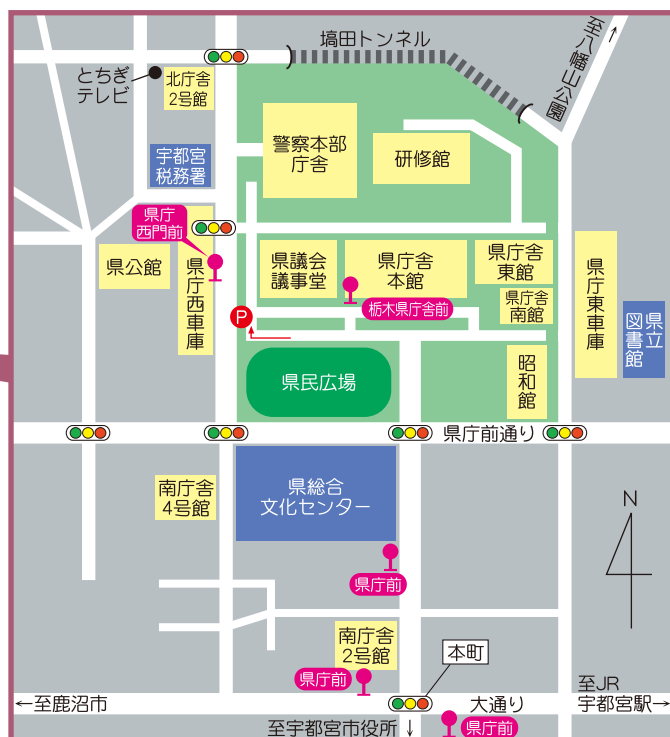 塙田トンネル
至八幡山公園
↑
とちぎ
テレビ
北庁舎
2号館
警察本部
庁舎
研修館
宇都宮
税務署
県庁
西門前
県公館
県庁西車庫
県議会
議事堂
県庁舎
本館
県庁舎
東館
県庁舎
南館
県庁東車庫
県立
図書館
栃木県庁舎前
P
県民広場
昭和館
県庁前通り
南庁舎
4号館
県総合
文化センター
N
県庁前
南庁舎
2号館
本町
県庁前
←至鹿沼市
大通り
至JR
宇都宮駅→
至宇都宮市役所↓
県庁前